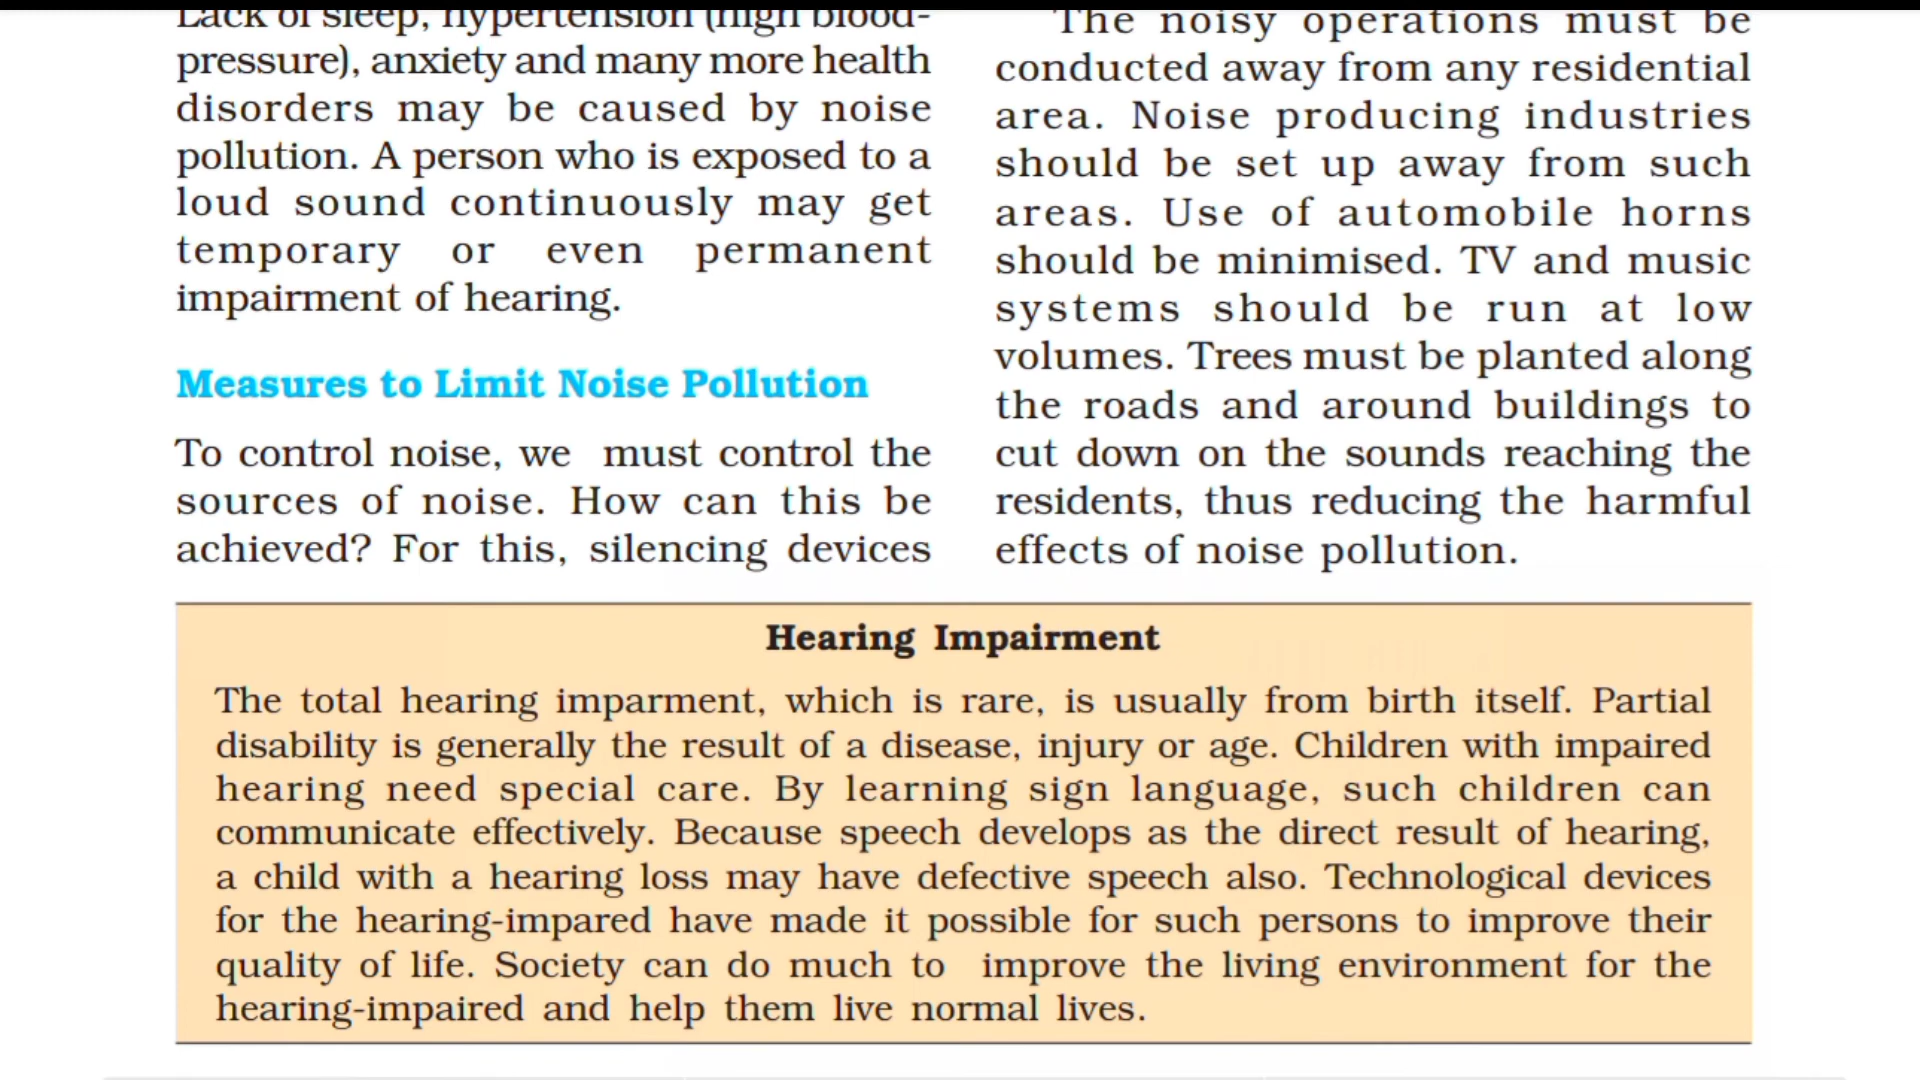 Lack of sleep, hypertension (high blood-
pressure), anxiety and many more health
disorders may be caused by noise
pollution. A person who is exposed to a
loud sound continuously may get
temporary or even permanent
impairment of hearing.
Measures to Limit Noise Pollution
To control noise, we must control the
sources of noise. How can this be
achieved? For this, silencing devices
The noisy operations must be
conducted away from any residential
area. Noise producing industries
should be set up away from such
areas. Use of automobile horns
should be minimised. TV and music
systems should be run at low
volumes. Trees must be planted along
the roads and around buildings to
cut down on the sounds reaching the
residents, thus reducing the harmful
effects of noise pollution.
Hearing Impairment
The total hearing imparment, which is rare, is usually from birth itself. Partial
disability is generally the result of a disease, injury or age. Children with impaired
hearing need special care. By learning sign language, such children can
communicate effectively. Because speech develops as the direct result of hearing,
a child with a hearing loss may have defective speech also. Technological devices
for the hearing-impared have made it possible for such persons to improve their
quality of life. Society can do much to improve the living environment for the
hearing-impaired and help them live normal lives.